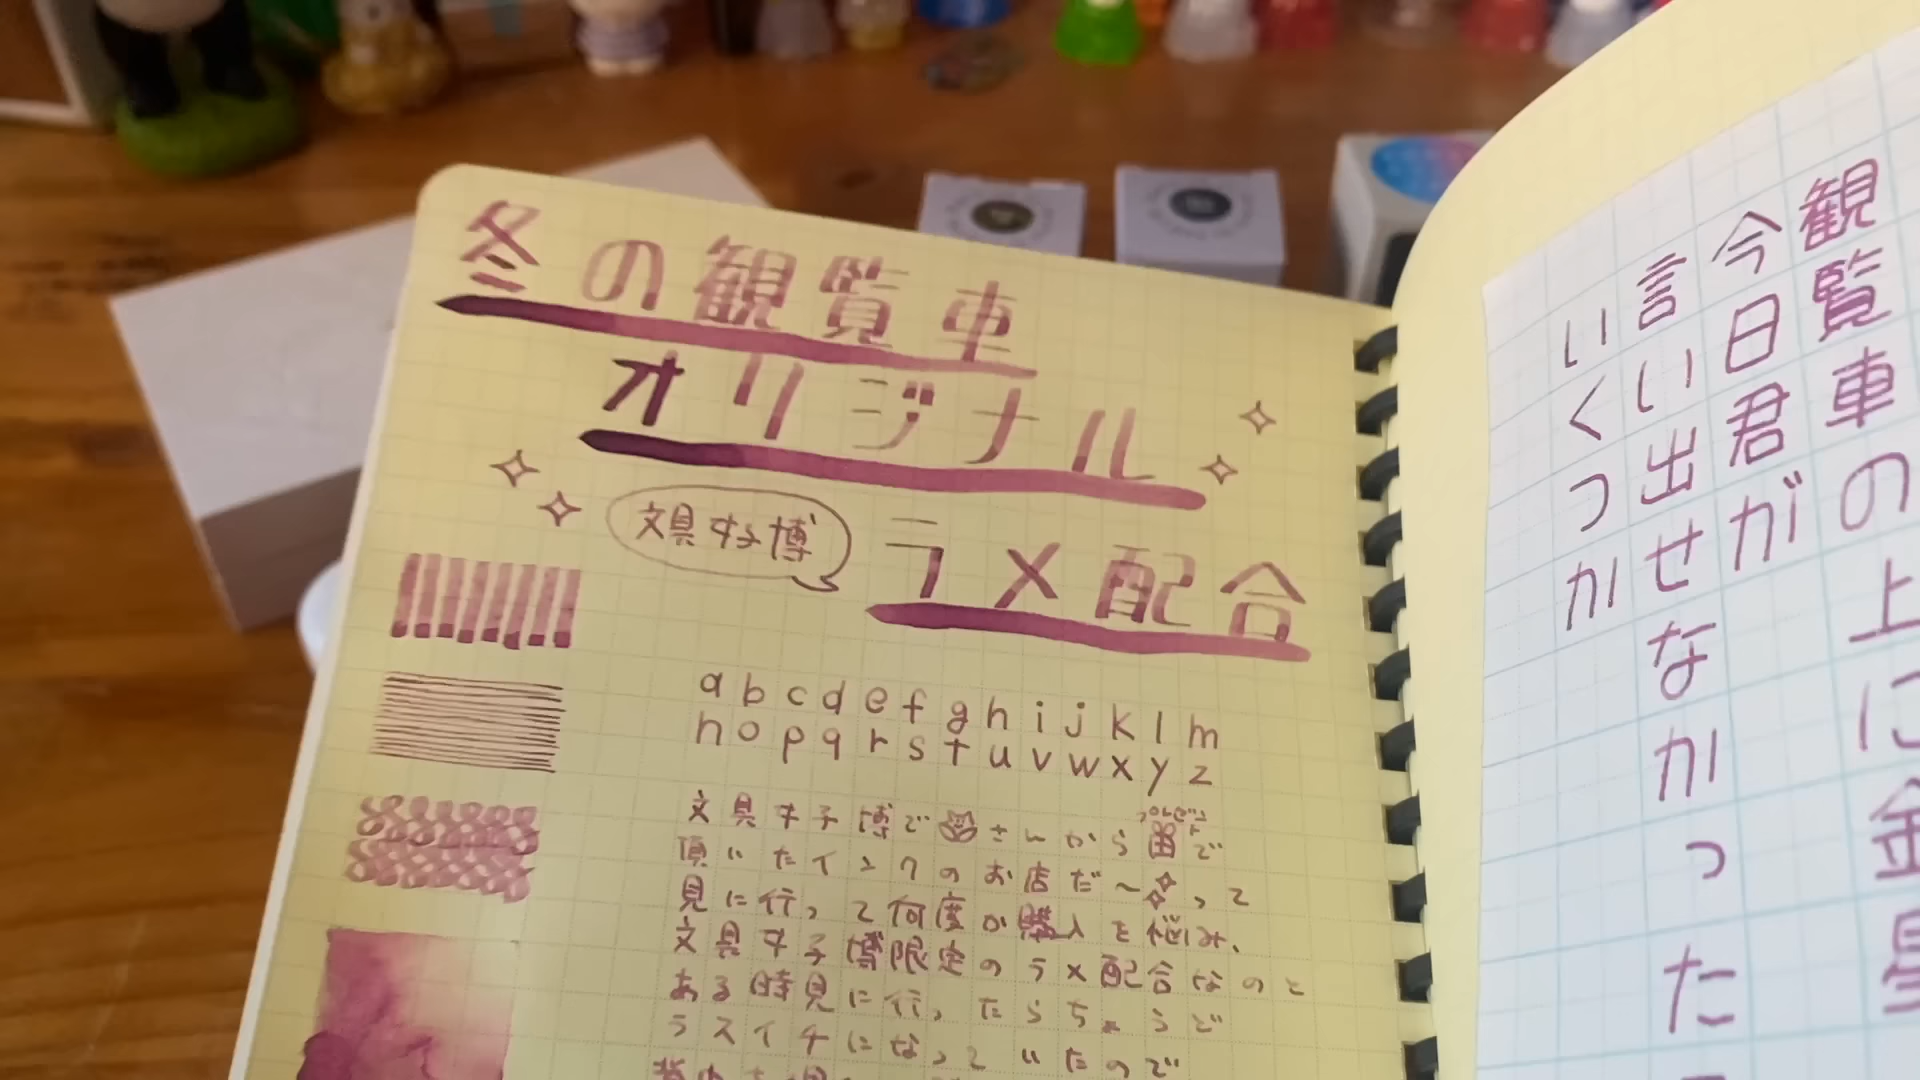 冬の観覧車
オリジナル
文具女子博
ラメ配合
a b c d e f g h i j k l m
n o p q r s t u v w x y z
文具女子博で さんから で
頂いたインクのお店だ〜って
見に行って何度か購入を悩み、
文具女子博限定のラメ配合なのと
ある時見に行ったらちょうど
ラスイチになっていたので
観覧車の上に金星
今日君が
言い出せなかった
いくつか